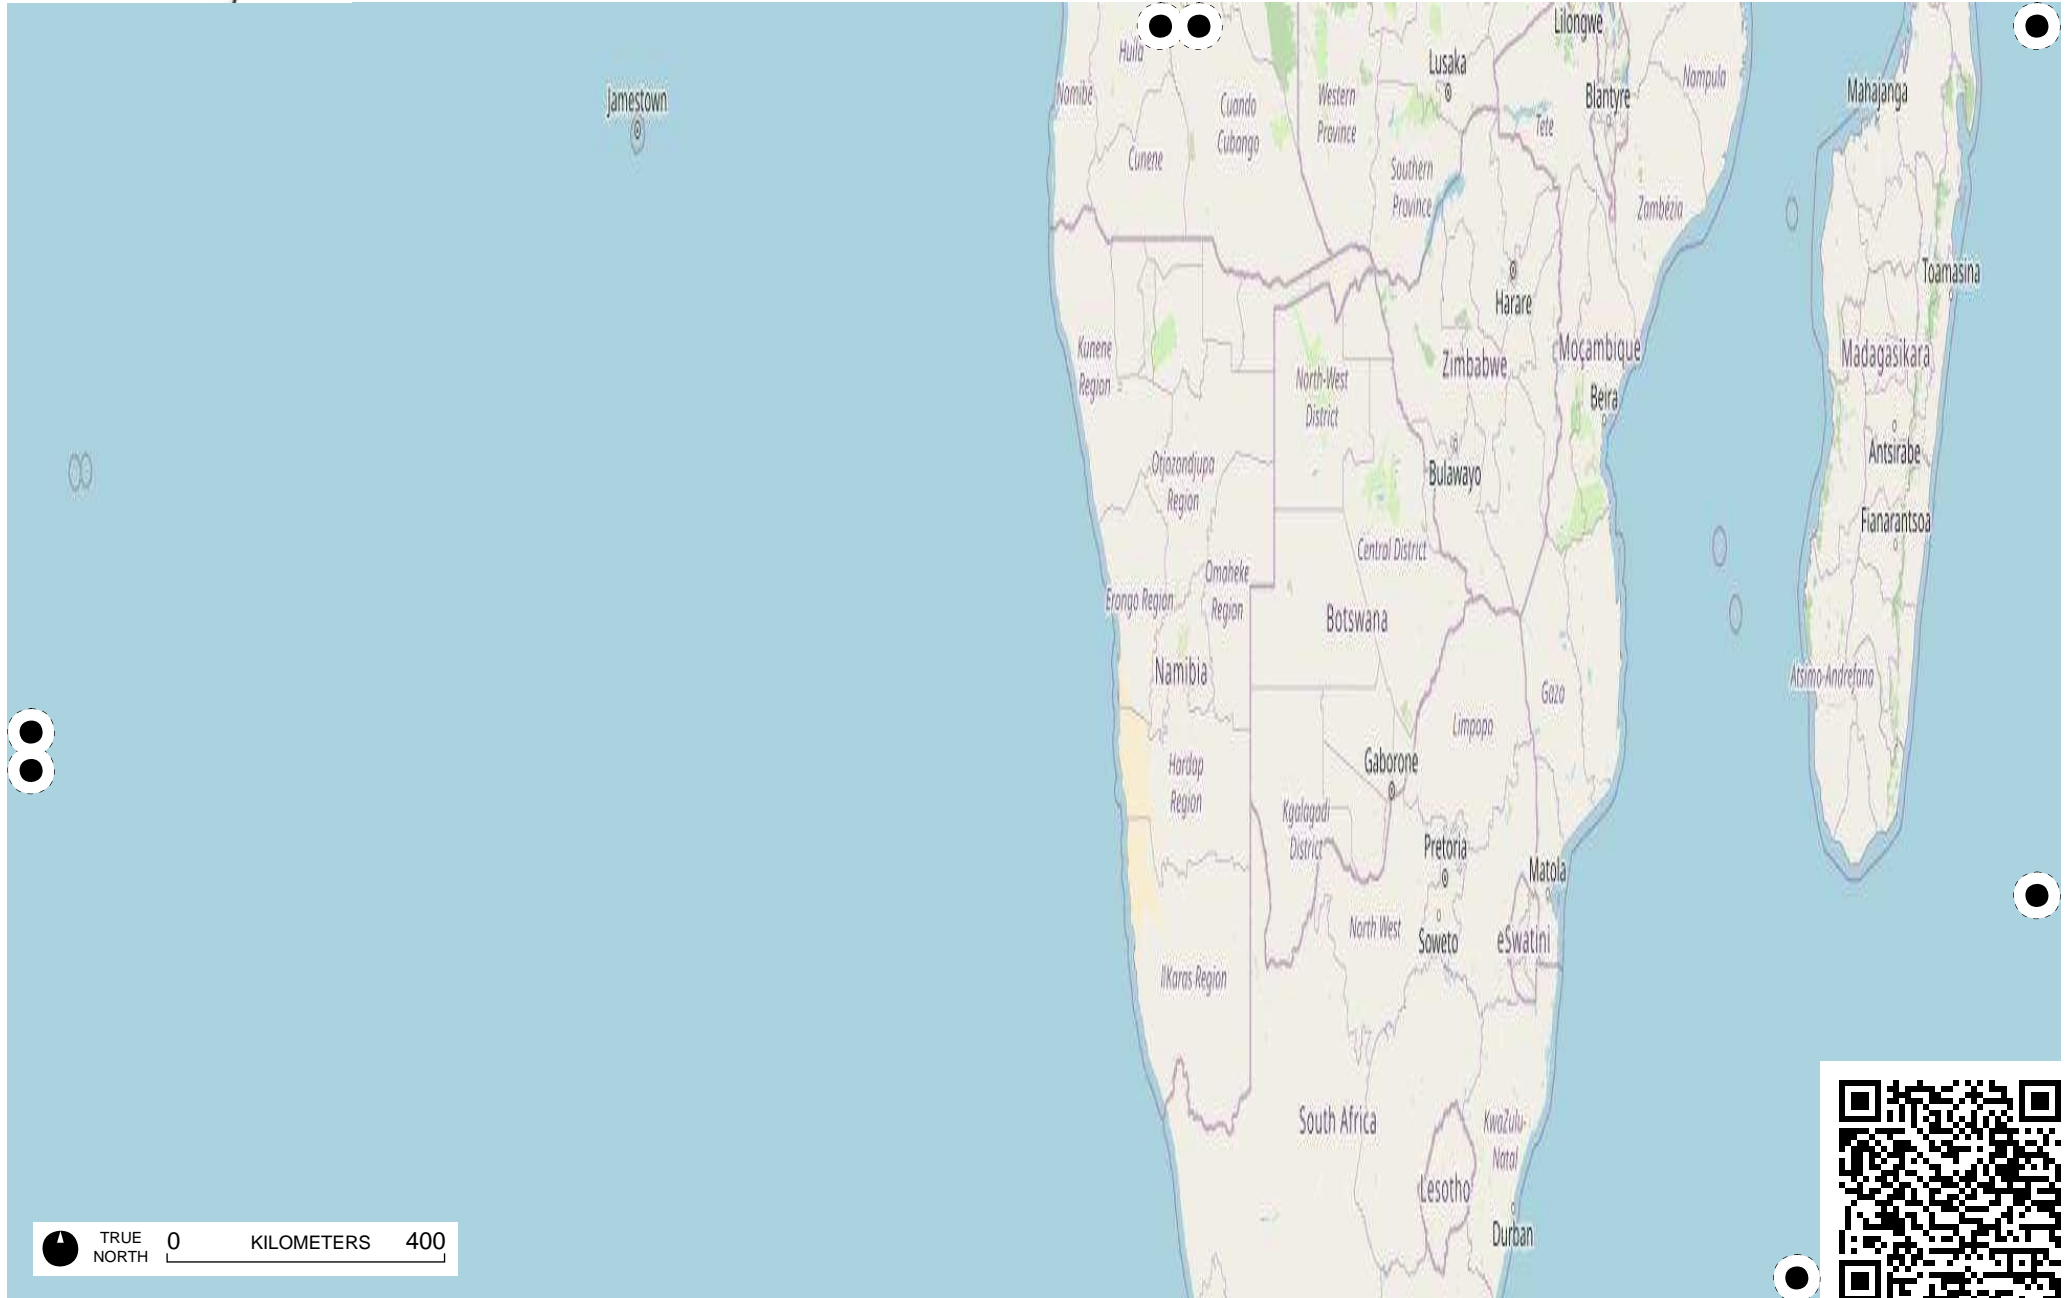 Lilongwe
Huíla
Lusaka
Nampula
Namibe
Jamestown
Mahajanga
Western
Province
Cuando
Cubango
Blantyre
Tete
Cunene
Southern
Province
Zambézia
Toamasina
Harare
Kunene
Region
Moçambique
Madagasikara
Zimbabwe
North-West
District
Beira
Antsirabe
Otjozondjupa
Region
Bulawayo
Fianarantsoa
Central District
Omaheke
Region
Erongo Region
Botswana
Namibia
Atsimo-Andrefana
Gaza
Limpopo
Hardap
Region
Gaborone
Kgalagadi
District
Pretoria
Matola
North West
Soweto
eSwatini
IIKaras Region
South Africa
KwaZulu-
Natal
Lesotho
Durban
TRUE
NORTH
0 KILOMETERS 400